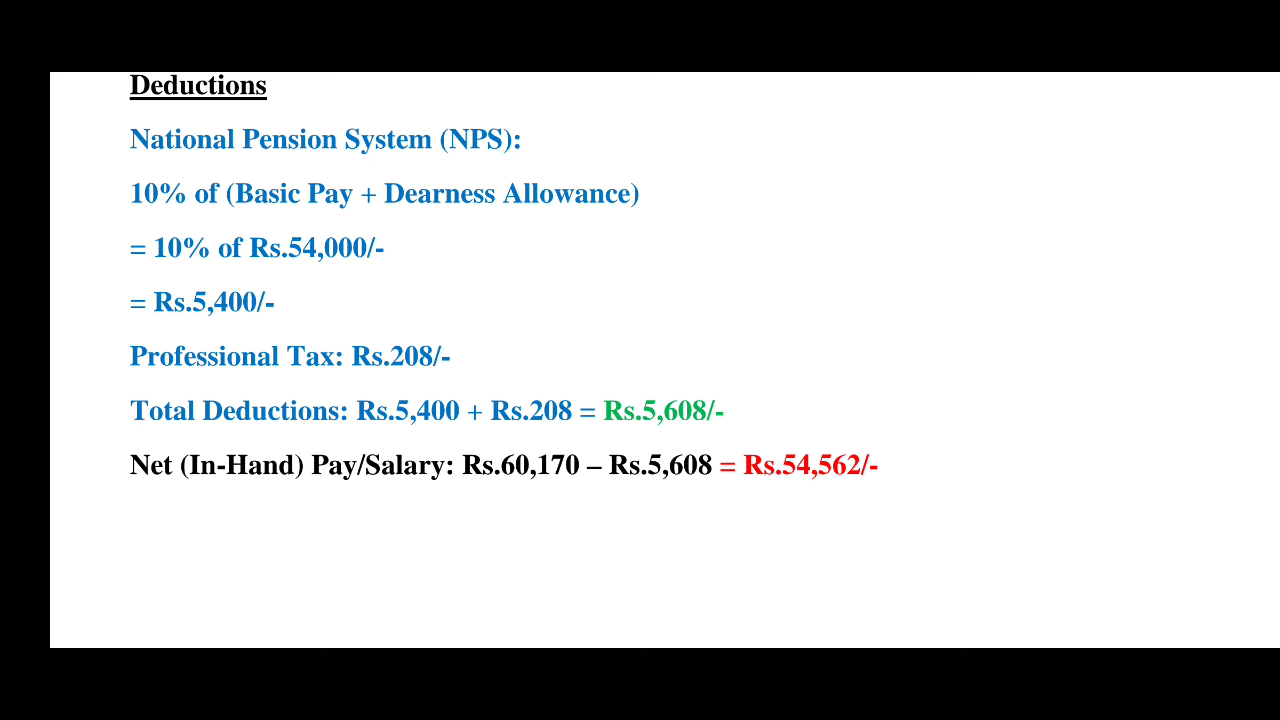 Deductions
National Pension System (NPS):
10% of (Basic Pay + Dearness Allowance)
= 10% of Rs.54,000/-
= Rs.5,400/-
Professional Tax: Rs.208/-
Total Deductions: Rs.5,400 + Rs.208 = Rs.5,608/-
Net (In-Hand) Pay/Salary: Rs.60,170 – Rs.5,608 = Rs.54,562/-